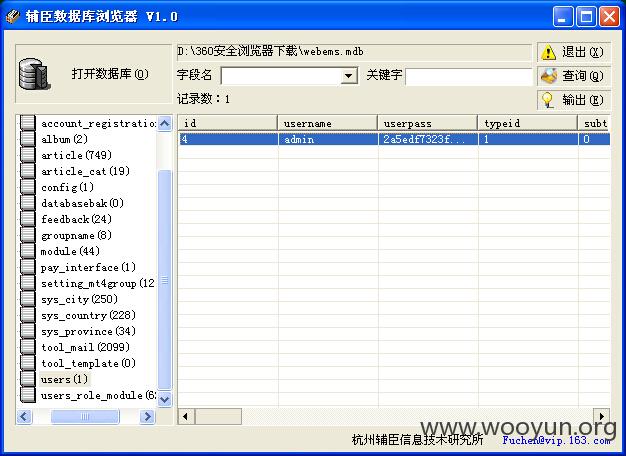 辅臣数据库浏览器 V1.0
打开数据库(O)
D:\360安全浏览器下载\webems.mdb
退出(X)
字段名
关键字
查询(Q)
记录数：1
输出(E)
account_registratio
album(2)
article(749)
article_cat(19)
config(1)
databasebak(0)
feedback(24)
groupname(8)
module(44)
pay_interface(1)
setting_mt4group(12
sys_city(250)
sys_country(228)
sys_province(34)
tool_mail(2099)
tool_template(0)
users(1)
users_role_module(6
id username userpass typeid subt
4 admin 2a5edf7323f... 1 0
www.wooyun.org
杭州辅臣信息技术研究所 Fuchen@vip.163.com